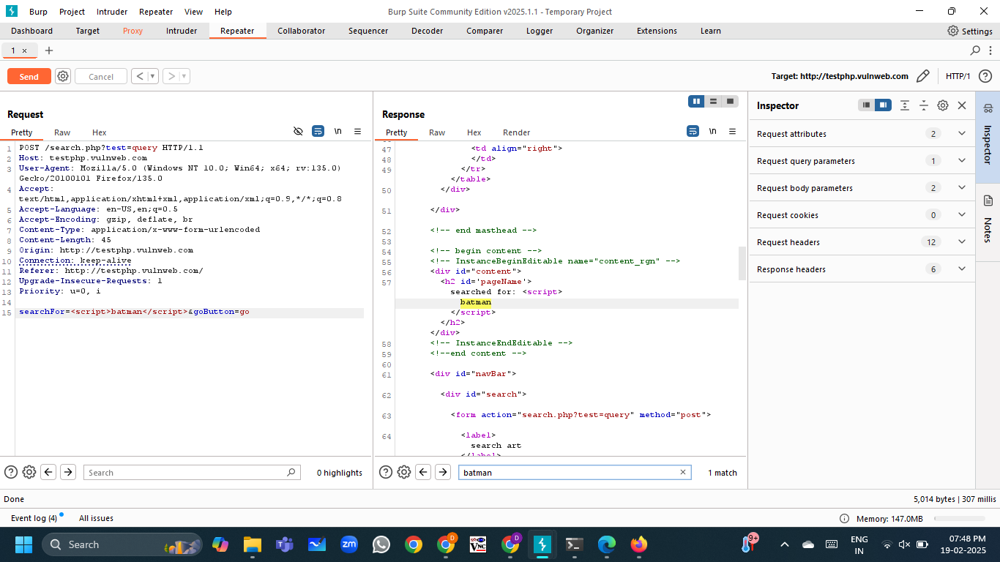 Burp Project Intruder Repeater View Help
Burp Suite Community Edition v2025.1.1 - Temporary Project
Dashboard Target Proxy Intruder Repeater Collaborator Sequencer Decoder Comparer Logger Organizer Extensions Learn
Settings
1 × +
Send Cancel < >
Target: http://testphp.vulnweb.com HTTP/1
Request
Pretty Raw Hex
\n
1 POST /search.php?test=query HTTP/1.1
2 Host: testphp.vulnweb.com
3 User-Agent: Mozilla/5.0 (Windows NT 10.0; Win64; x64; rv:135.0)
Gecko/20100101 Firefox/135.0
4 Accept:
text/html,application/xhtml+xml,application/xml;q=0.9,*/*;q=0.8
5 Accept-Language: en-US,en;q=0.5
6 Accept-Encoding: gzip, deflate, br
7 Content-Type: application/x-www-form-urlencoded
8 Content-Length: 45
9 Origin: http://testphp.vulnweb.com
10 Connection: keep-alive
11 Referer: http://testphp.vulnweb.com/
12 Upgrade-Insecure-Requests: 1
13 Priority: u=0, i
14
15 searchFor=<script>batman</script>&goButton=go
Search
0 highlights
Response
Pretty Raw Hex Render
\n
47 <td align="right">
48 </td>
49 </tr>
</table>
50 </div>
51 </div>
52 <!-- end masthead -->
53
54 <!-- begin content -->
55 <!-- InstanceBeginEditable name="content_rgn" -->
56 <div id="content">
57 <h2 id='pageName'>
searched for: <script>
batman
</script>
</h2>
</div>
58 <!-- InstanceEndEditable -->
59 <!--end content -->
60
61 <div id="navBar">
62 <div id="search">
63 <form action="search.php?test=query" method="post">
64 <label>
search art
</label>
batman
1 match
Inspector
Request attributes 2
Request query parameters 1
Request body parameters 2
Request cookies 0
Request headers 12
Response headers 6
Inspector
Notes
Done
5,014 bytes | 307 millis
Event log (4) All issues
Memory: 147.0MB
Search
zm
D
VNC
D
9+
ENG
IN
07:48 PM
19-02-2025